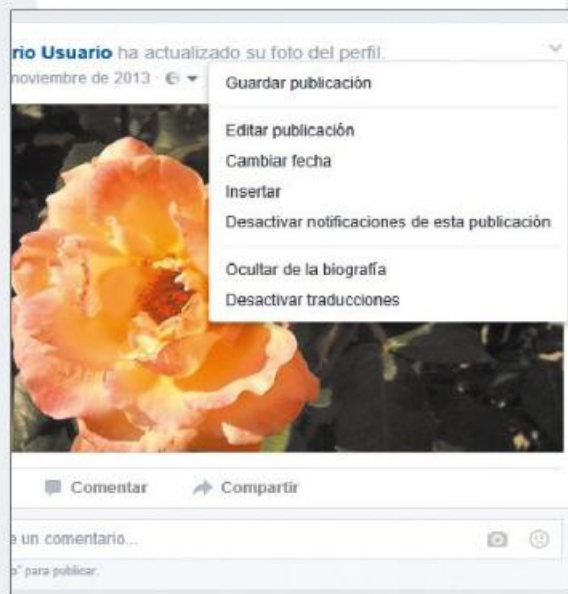 rio Usuario ha actualizado su foto del perfil.
noviembre de 2013
Guardar publicación
Editar publicación
Cambiar fecha
Insertar
Desactivar notificaciones de esta publicación
Ocultar de la biografía
Desactivar traducciones
Comentar Compartir
e un comentario...
o" para publicar.